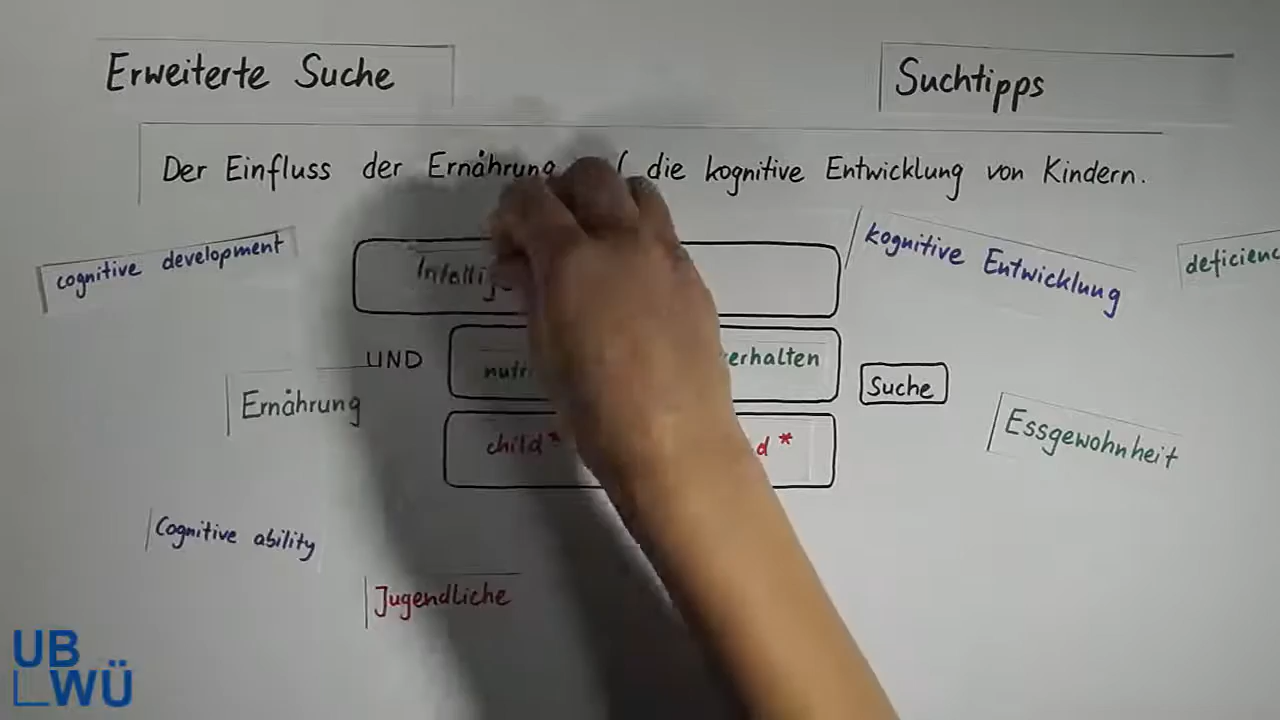 Erweiterte Suche
Suchtipps
Der Einfluss der Ernährung die kognitive Entwicklung von Kindern.
cognitive development
kognitive Entwicklung
UND
Suche
Ernährung
Essgewohnheit
child*
Cognitive ability
Jugendliche
UB
WÜ